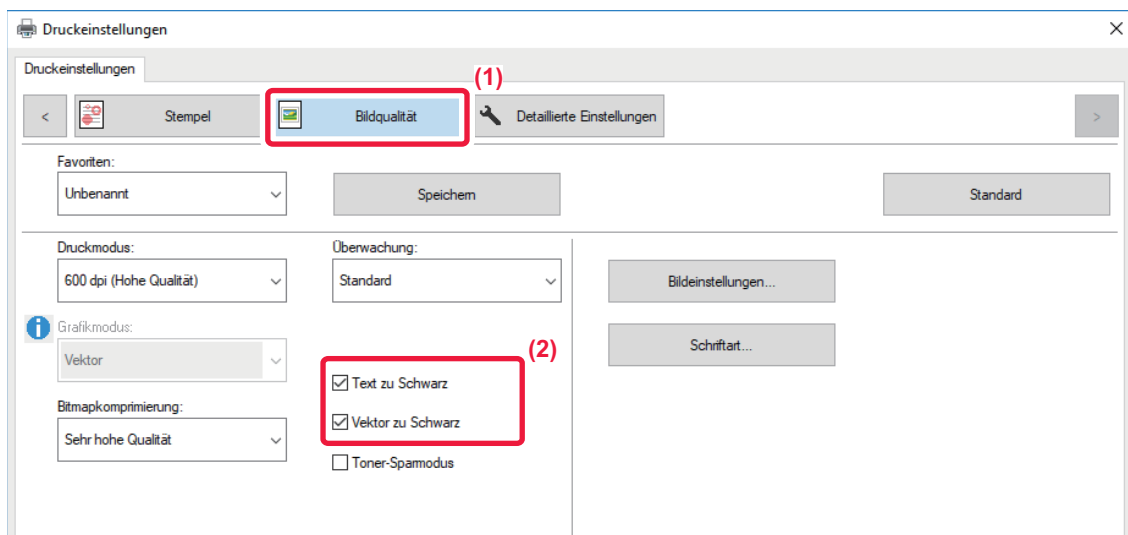 Druckeinstellungen
Druckeinstellungen
(1)
< Stempel Bildqualität Detaillierte Einstellungen >
Favoriten:
Unbenannt Speichern Standard
Druckmodus: Überwachung:
600 dpi (Hohe Qualität) Standard Bildeinstellungen...
Grafikmodus:
Vektor Schriftart...
(2)
Text zu Schwarz
Bitmapkomprimierung:
Vektor zu Schwarz
Sehr hohe Qualität
Toner-Sparmodus